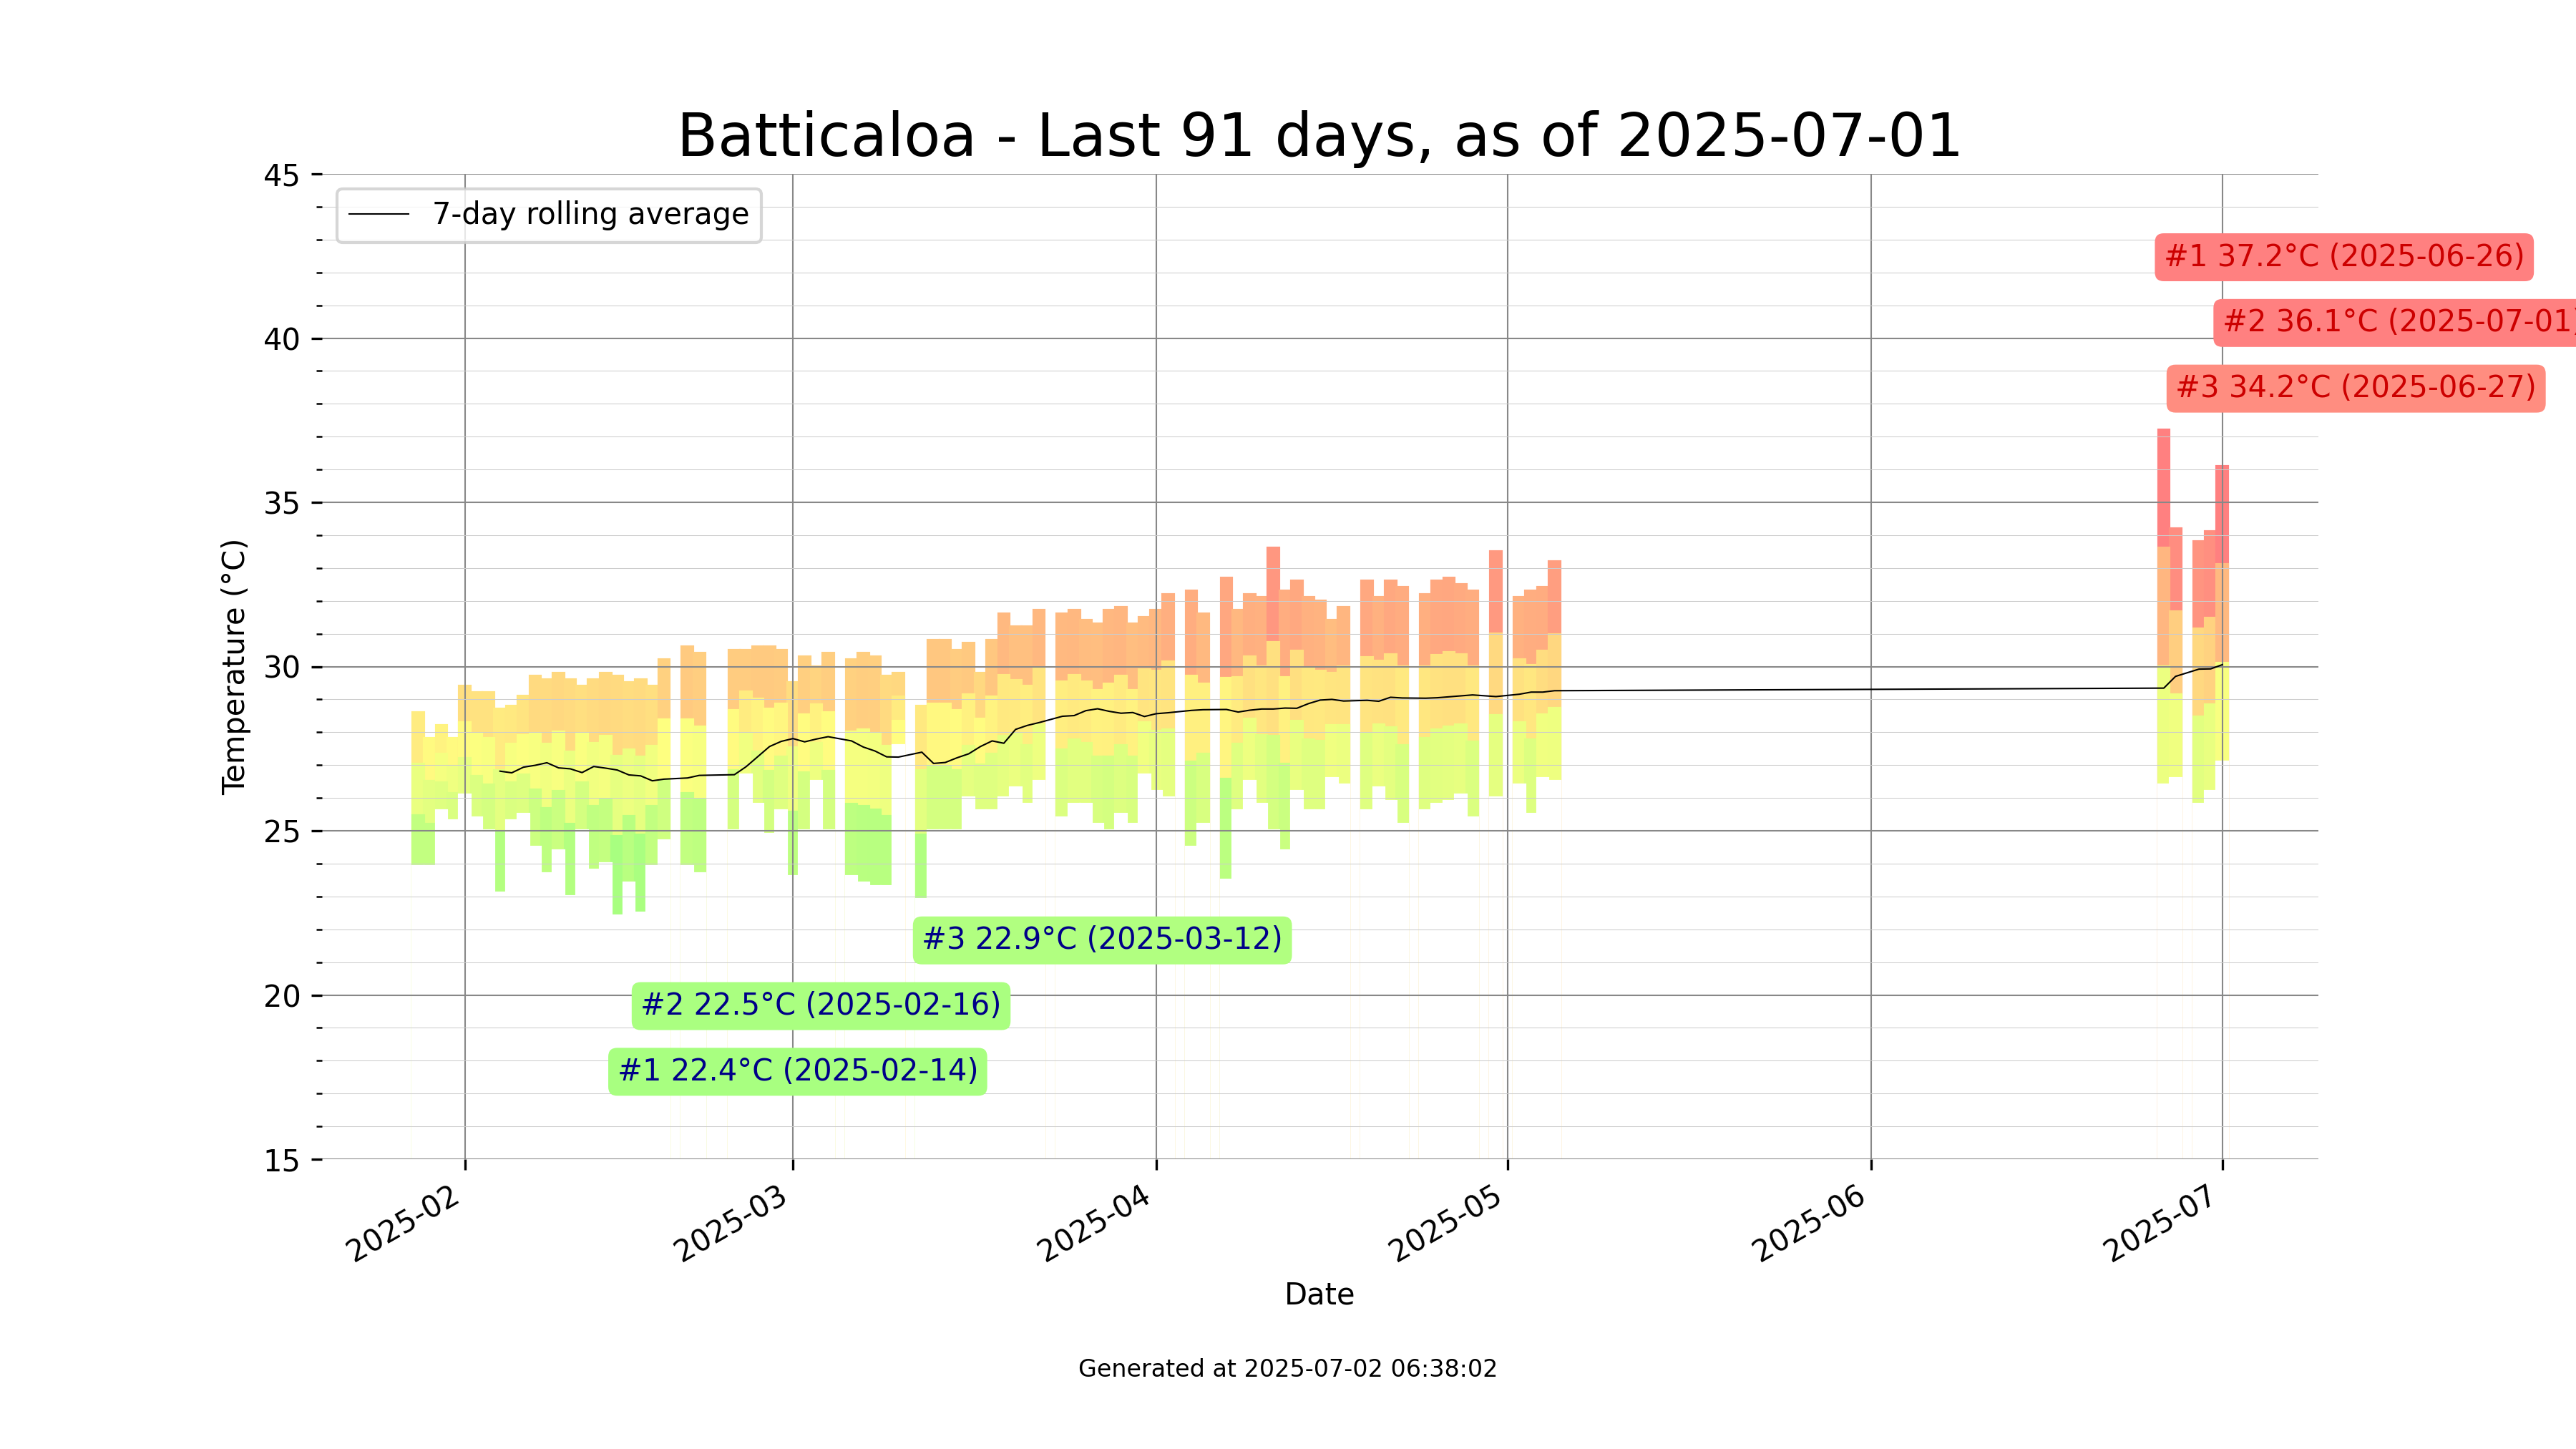 Batticaloa - Last 91 days, as of 2025-07-01
45
7-day rolling average
#1 37.2°C (2025-06-26)
#2 36.1°C (2025-07-01)
40
#3 34.2°C (2025-06-27)
35
Temperature (°C)
30
25
#3 22.9°C (2025-03-12)
20
#2 22.5°C (2025-02-16)
#1 22.4°C (2025-02-14)
15
2025-02
2025-03
2025-04
2025-05
2025-06
2025-07
Date
Generated at 2025-07-02 06:38:02